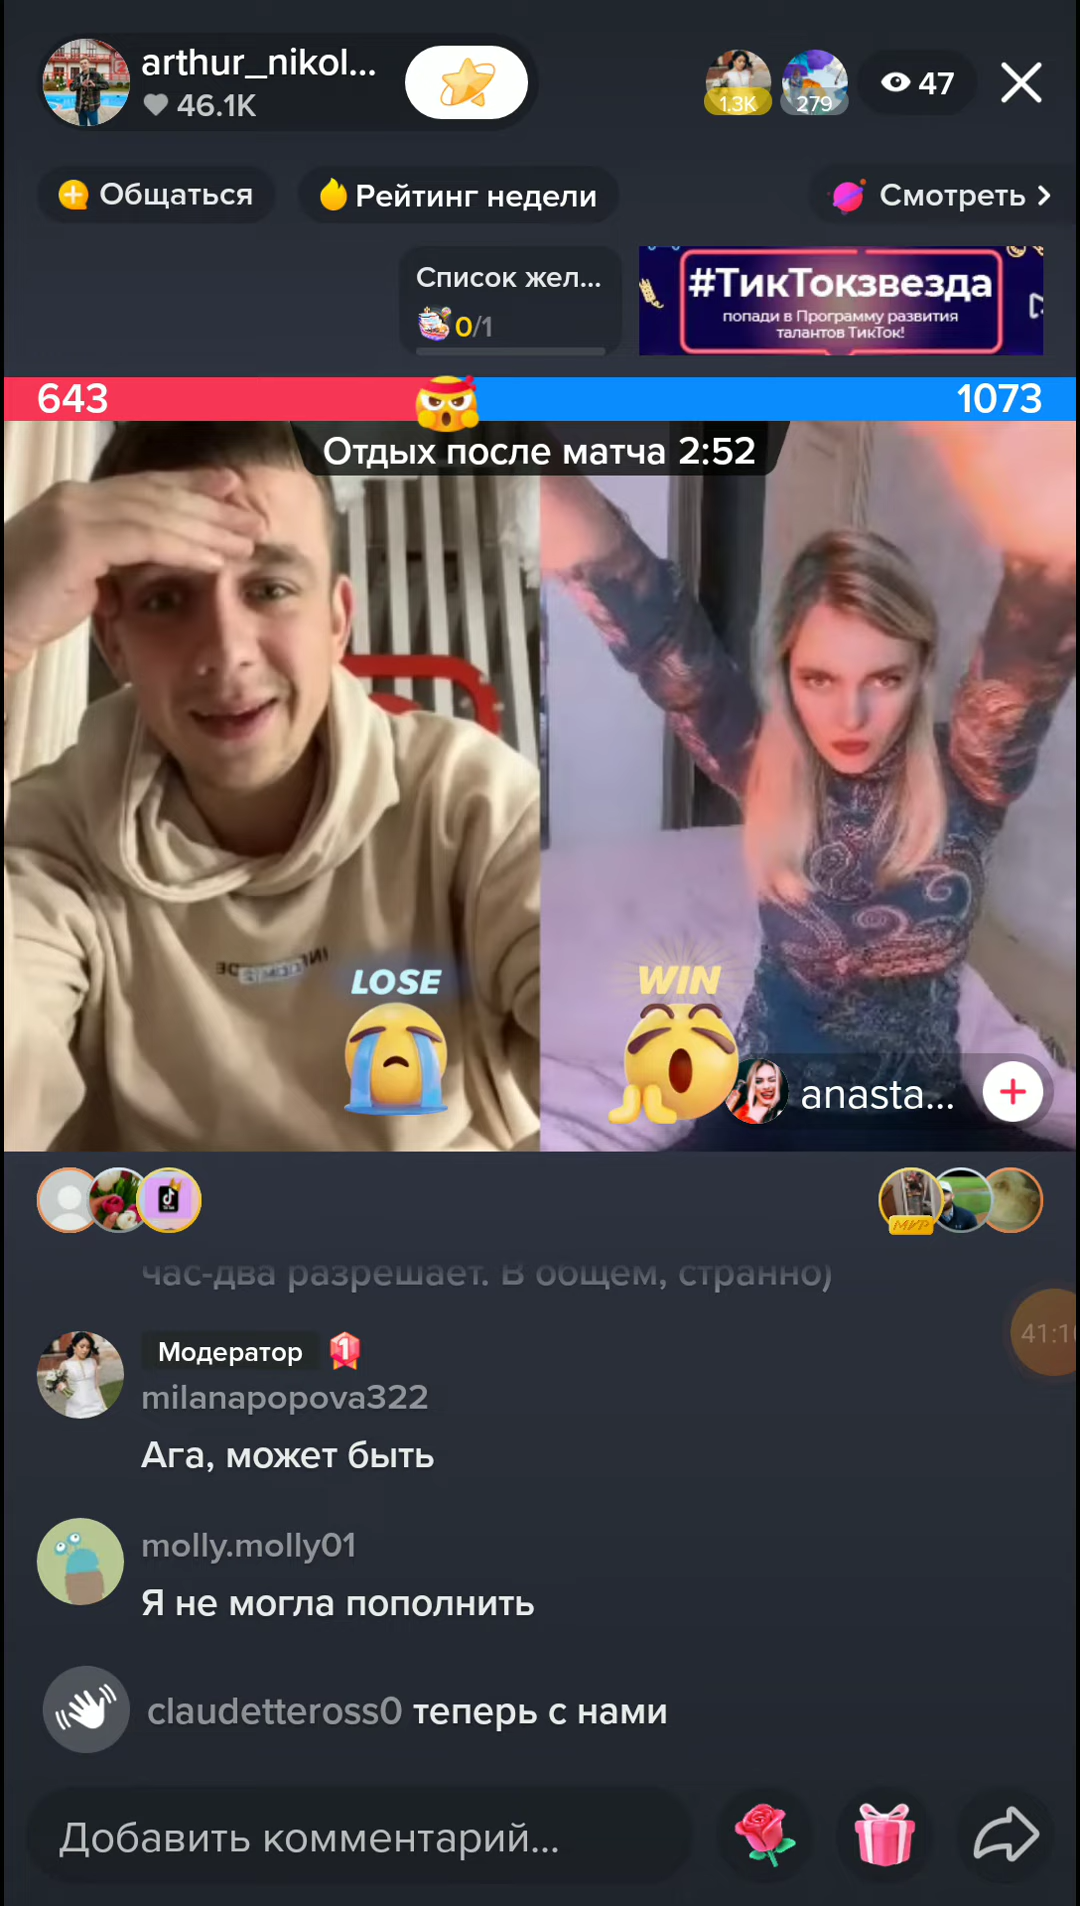 arthur_nikol...
46.1K
1.3K
279
47
Общаться
Рейтинг недели
Смотреть
Список жел...
0/1
#ТикТокзвезда
попади в Программу развития
талантов ТикТок!
643
1073
Отдых после матча 2:52
LOSE
WIN
anasta...
час-два разрешает. В общем, странно)
Модератор
1
milanapopova322
Ага, может быть
molly.molly01
Я не могла пополнить
claudetteross0 теперь с нами
Добавить комментарий...